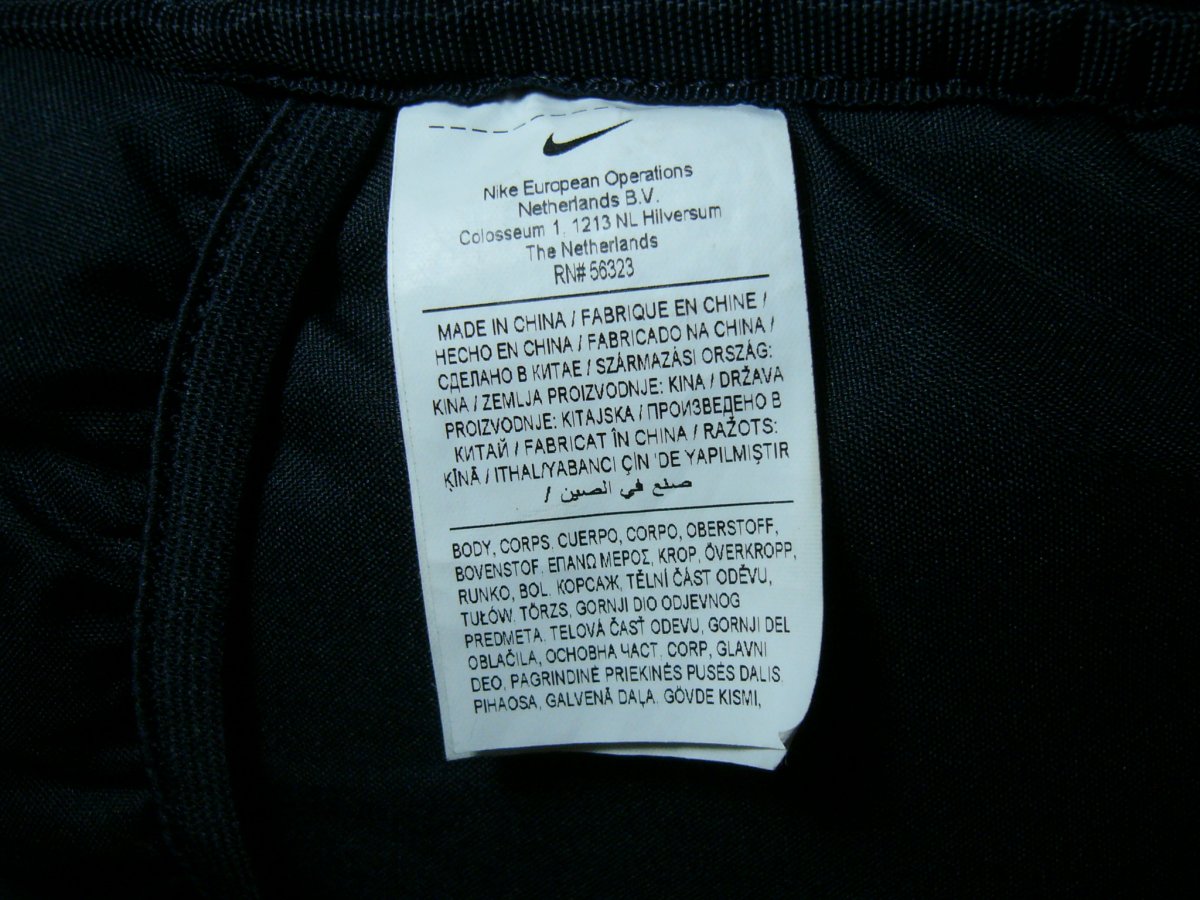 Nike European Operations
Netherlands B.V.
Colosseum 1, 1213 NL Hilversum
The Netherlands
RN# 56323
MADE IN CHINA / FABRIQUE EN CHINE /
HECHO EN CHINA / FABRICADO NA CHINA /
СДЕЛАНО В КИТАЕ / SZÁRMAZÁSI ORSZÁG:
KINA / ZEMLJA PROIZVODNJE: KINA / DRŽAVA
PROIZVODNJE: KITAJSKA / ПРОИЗВЕДЕНО В
КИТАЙ / FABRICAT ÎN CHINA / RAŽOTS:
ĶĪNĀ / ITHAL/YABANCI ÇIN 'DE YAPILMIŞTIR
/ صنع في الصين
BODY, CORPS, CUERPO, CORPO, OBERSTOFF,
BOVENSTOF, ΕΠΑΝΩ ΜΕΡΟΣ, KROP, ÖVERKROPP,
RUNKO, BOL, КОРСАЖ, TĚLNÍ ČÁST ODĚVU,
TUŁÓW, TÖRZS, GORNJI DIO ODJEVNOG
PREDMETA, TELOVÁ ČASŤ ODEVU, GORNJI DEL
OBLAČILA, ОСНОВНА ЧАСТ, CORP, GLAVNI
DEO, PAGRINDINĖ PRIEKINĖS PUSĖS DALIS
PIHAOSA, GALVENĀ DAĻA, GÖVDE KISMI,